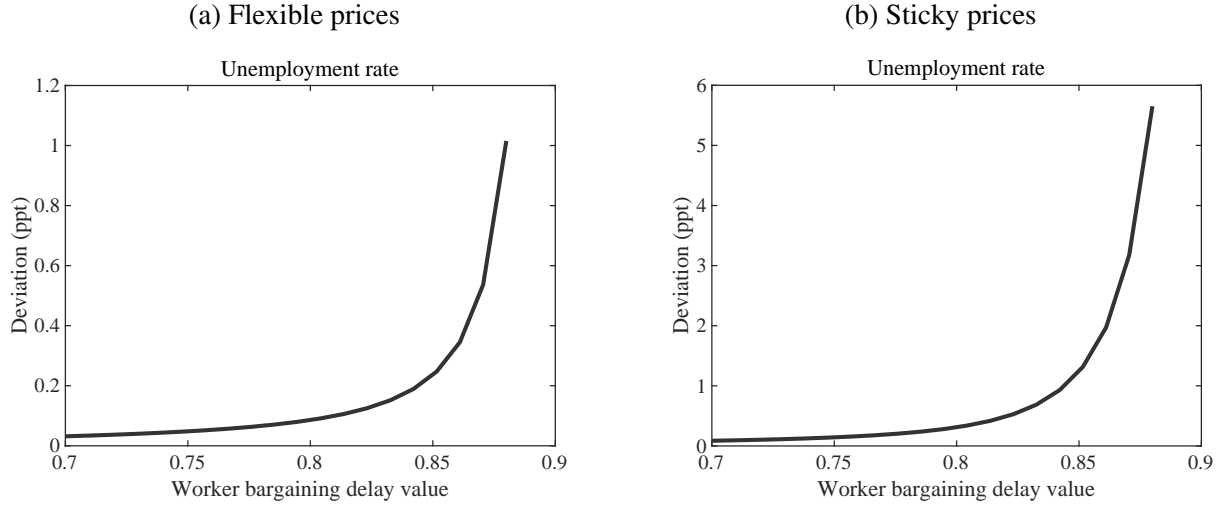 (a) Flexible prices
Unemployment rate
1.2
1
0.8
0.6
0.4
0.2
0
Deviation (ppt)
0.7 0.75 0.8 0.85 0.9
Worker bargaining delay value
(b) Sticky prices
Unemployment rate
6
5
4
3
2
1
0
Deviation (ppt)
0.7 0.75 0.8 0.85 0.9
Worker bargaining delay value